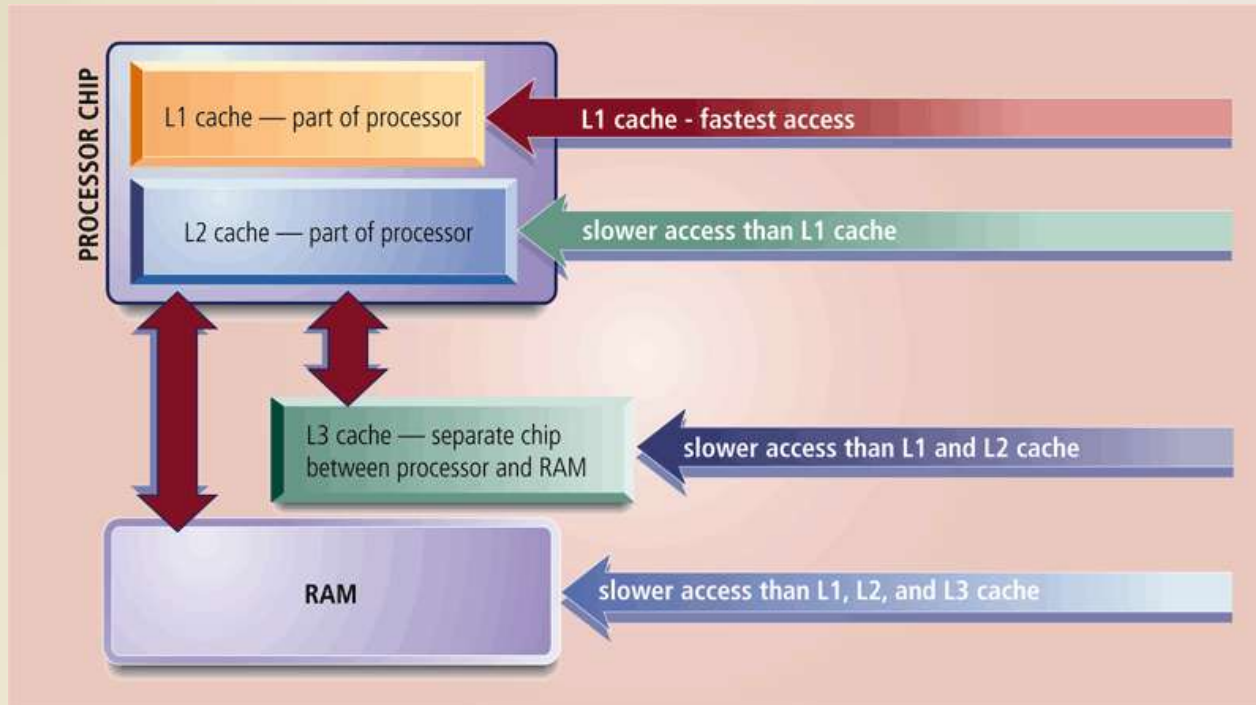 PROCESSOR CHIP
L1 cache — part of processor
L1 cache - fastest access
L2 cache — part of processor
slower access than L1 cache
L3 cache — separate chip
between processor and RAM
slower access than L1 and L2 cache
RAM
slower access than L1, L2, and L3 cache